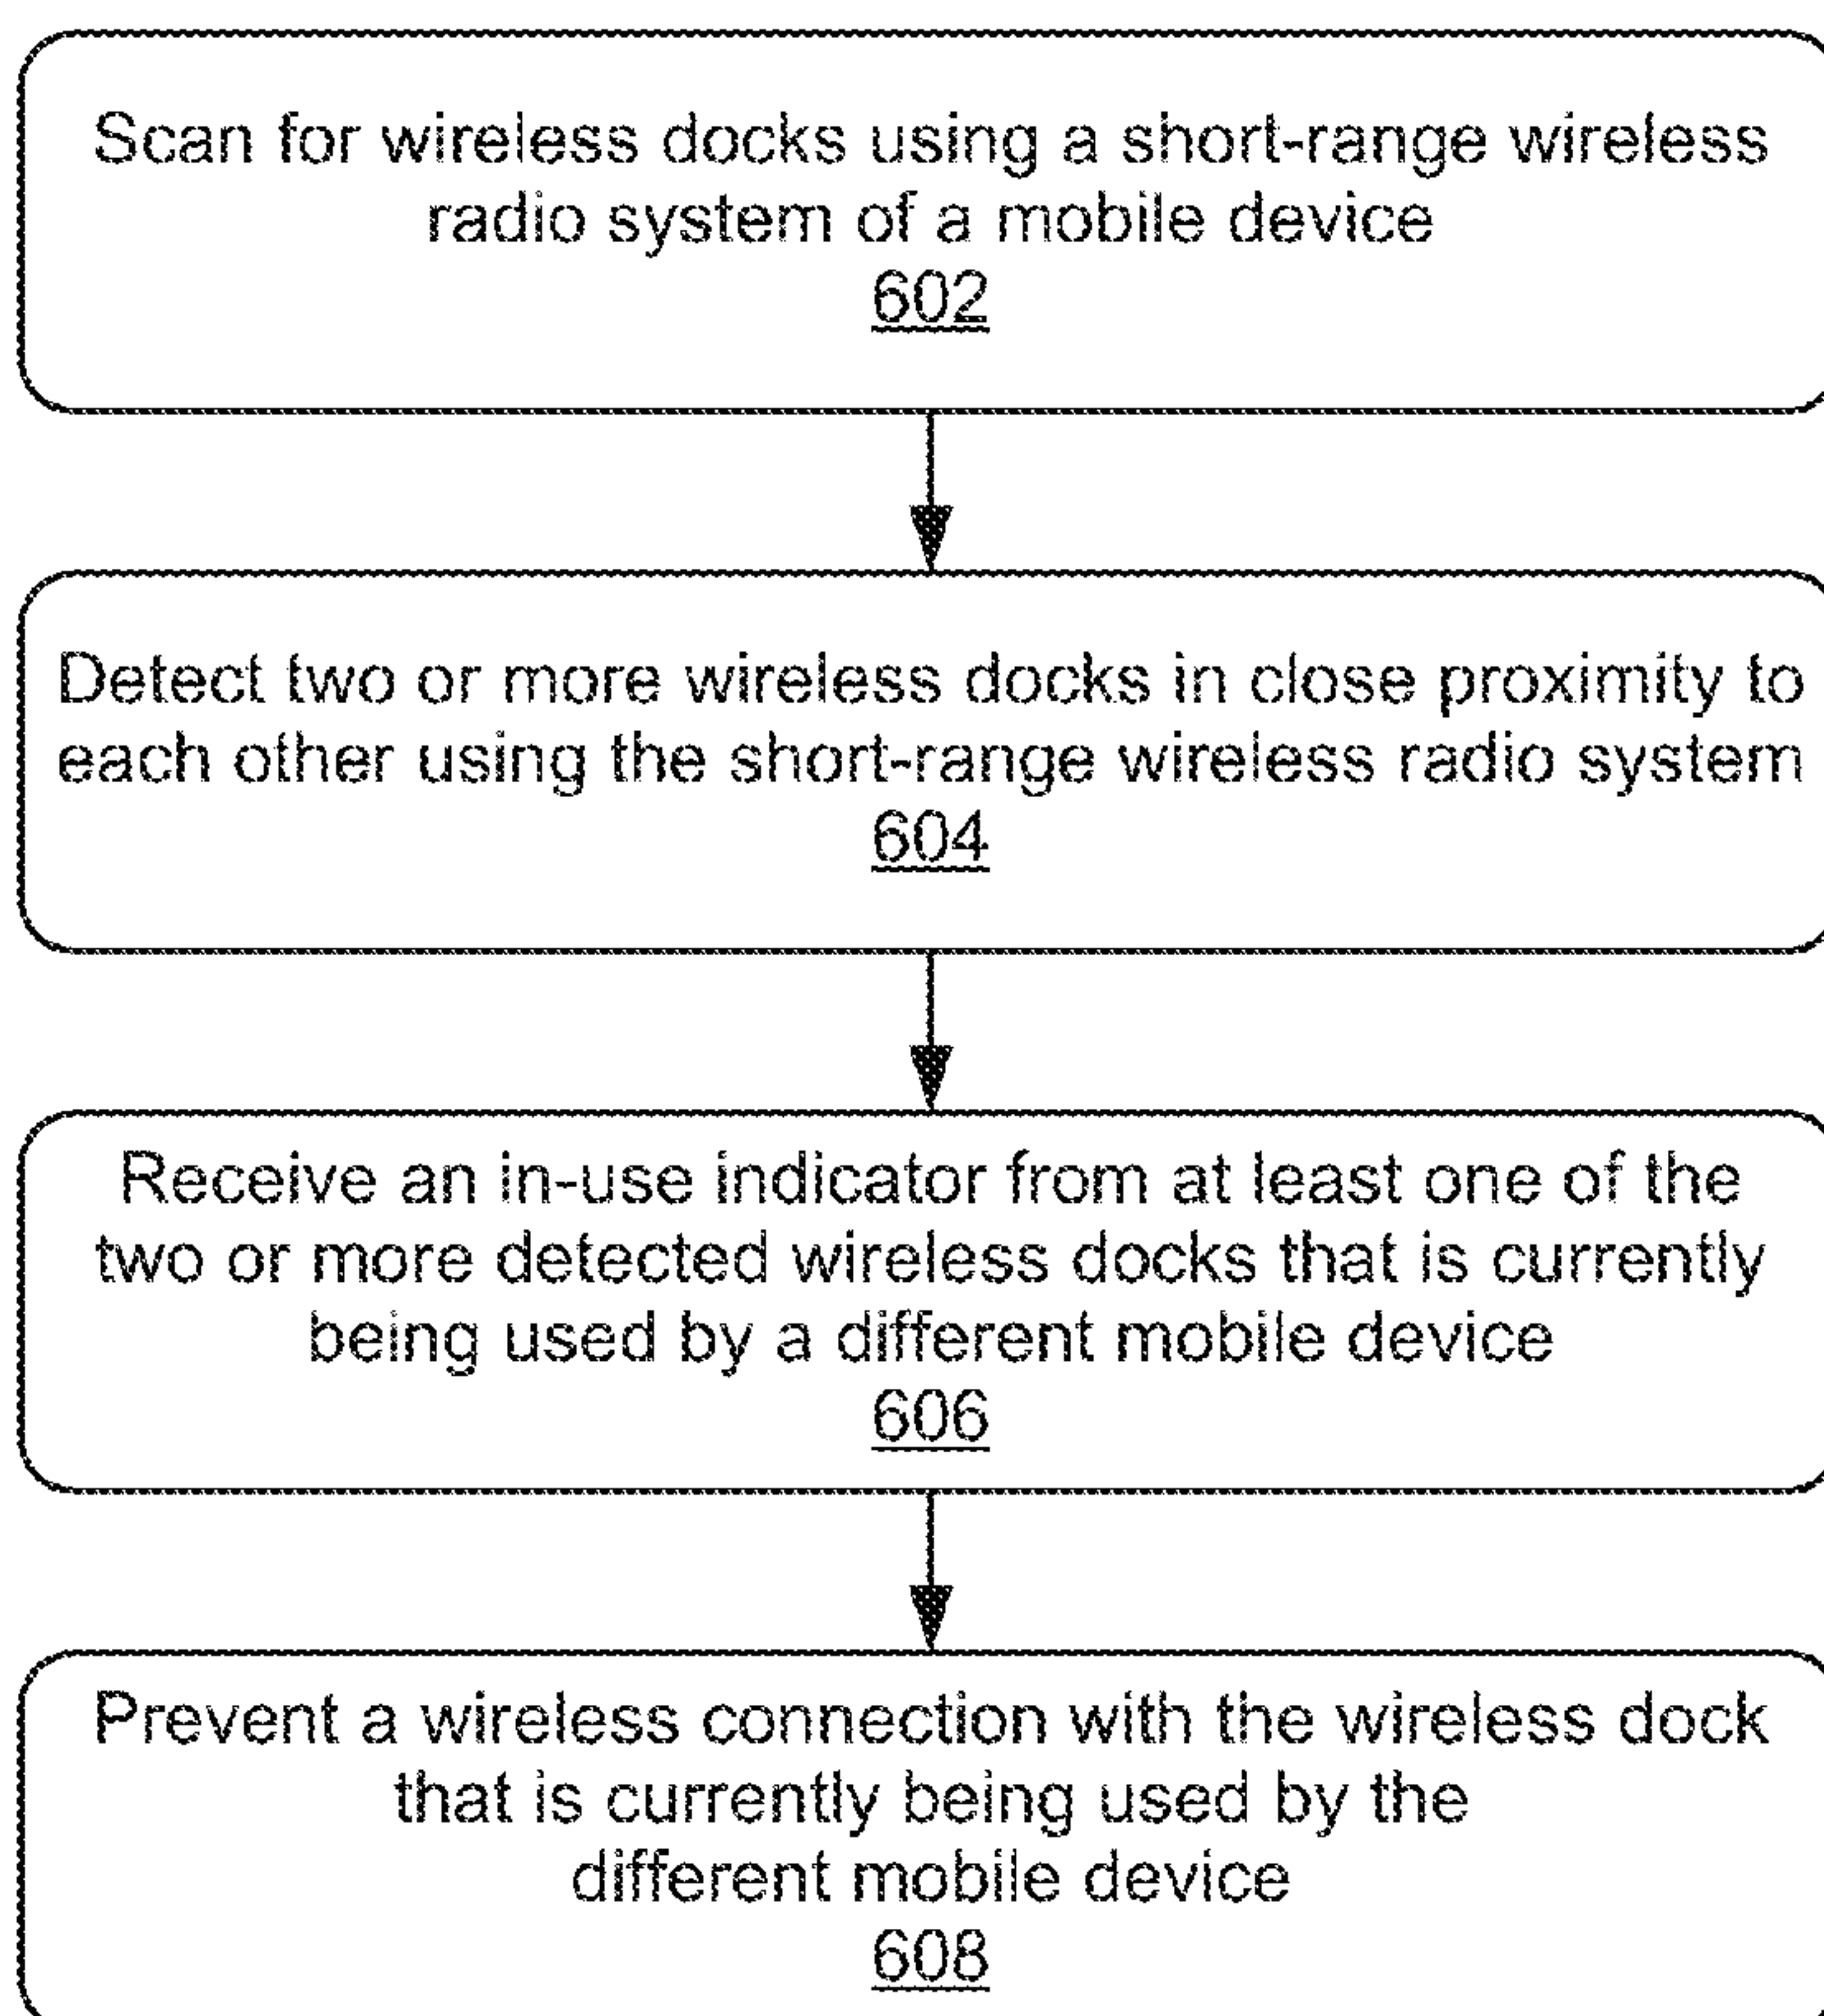 Scan for wireless docks using a short-range wireless
radio system of a mobile device
602
Detect two or more wireless docks in close proximity to
each other using the short-range wireless radio system
604
Receive an in-use indicator from at least one of the
two or more detected wireless docks that is currently
being used by a different mobile device
606
Prevent a wireless connection with the wireless dock
that is currently being used by the
different mobile device
608